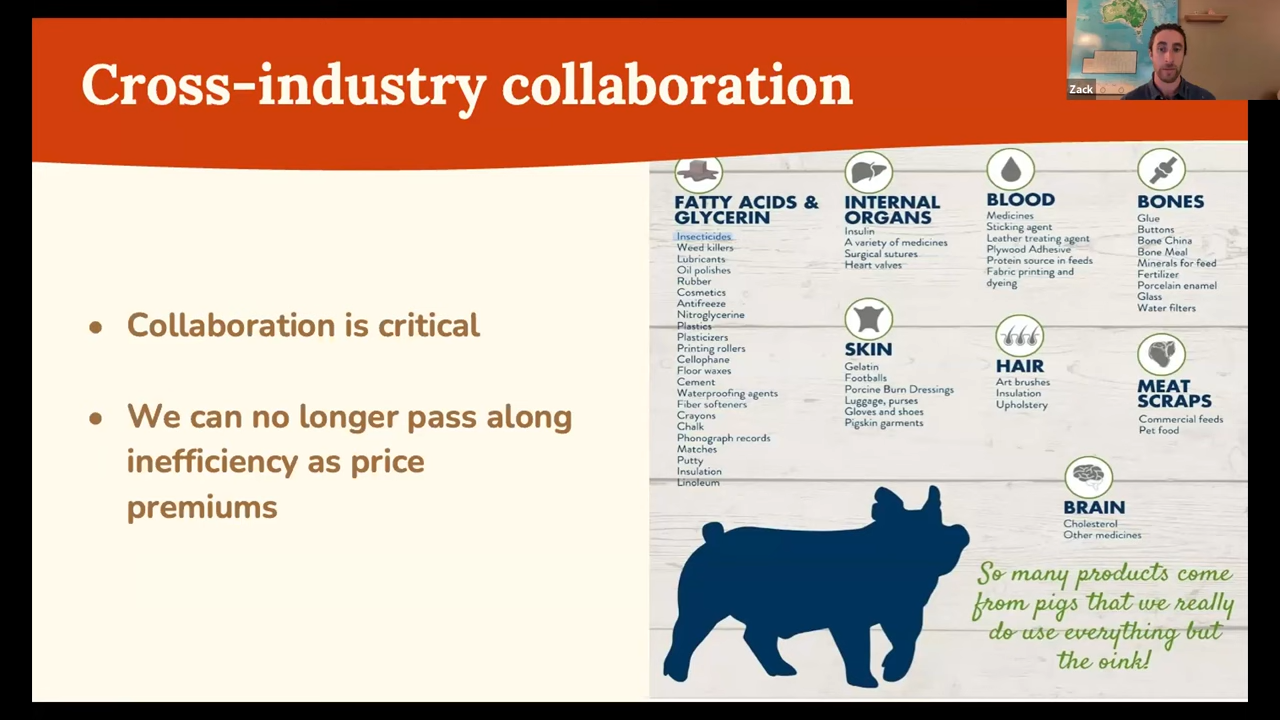 Cross-industry collaboration
Zack
• Collaboration is critical
• We can no longer pass along
inefficiency as price
premiums
FATTY ACIDS &
GLYCERIN
Insecticides
Weed killers
Lubricants
Oil polishes
Rubber
Cosmetics
Antifreeze
Nitroglycerine
Plastics
Plasticizers
Printing rollers
Cellophane
Floor waxes
Cement
Waterproofing agents
Fiber softeners
Crayons
Chalk
Phonograph records
Matches
Putty
Insulation
Linoleum
INTERNAL
ORGANS
Insulin
A variety of medicines
Surgical sutures
Heart valves
SKIN
Gelatin
Footballs
Porcine Burn Dressings
Luggage, purses
Gloves and shoes
Pigskin garments
BLOOD
Medicines
Sticking agent
Leather treating agent
Plywood Adhesive
Protein source in feeds
Fabric printing and
dyeing
HAIR
Art brushes
Insulation
Upholstery
BONES
Glue
Buttons
Bone China
Bone Meal
Minerals for feed
Fertilizer
Porcelain enamel
Glass
Water filters
MEAT
SCRAPS
Commercial feeds
Pet food
BRAIN
Cholesterol
Other medicines
So many products come
from pigs that we really
do use everything but
the oink!